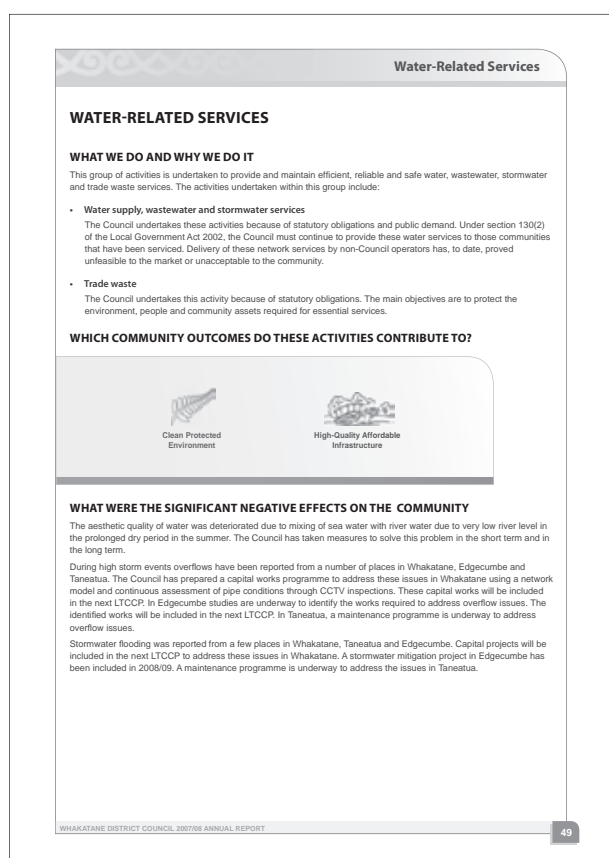 Water-Related Services
WATER-RELATED SERVICES
WHAT WE DO AND WHY WE DO IT
This group of activities is undertaken to provide and maintain efficient, reliable and safe water, wastewater, stormwater
and trade waste services. The activities undertaken within this group include:
• Water supply, wastewater and stormwater services
The Council undertakes these activities because of statutory obligations and public demand. Under section 130(2)
of the Local Government Act 2002, the Council must continue to provide these water services to those communities
that have been serviced. Delivery of these network services by non-Council operators has, to date, proved
unfeasible to the market or unacceptable to the community.
• Trade waste
The Council undertakes this activity because of statutory obligations. The main objectives are to protect the
environment, people and community assets required for essential services.
WHICH COMMUNITY OUTCOMES DO THESE ACTIVITIES CONTRIBUTE TO?
Clean Protected
Environment
High-Quality Affordable
Infrastructure
WHAT WERE THE SIGNIFICANT NEGATIVE EFFECTS ON THE COMMUNITY
The aesthetic quality of water was deteriorated due to mixing of sea water with river water due to very low river level in
the prolonged dry period in the summer. The Council has taken measures to solve this problem in the short term and in
the long term.
During high storm events overflows have been reported from a number of places in Whakatane, Edgecumbe and
Taneatua. The Council has prepared a capital works programme to address these issues in Whakatane using a network
model and continuous assessment of pipe conditions through CCTV inspections. These capital works will be included
in the next LTCCP. In Edgecumbe studies are underway to identify the works required to address overflow issues. The
identified works will be included in the next LTCCP. In Taneatua, a maintenance programme is underway to address
overflow issues.
Stormwater flooding was reported from a few places in Whakatane, Taneatua and Edgecumbe. Capital projects will be
included in the next LTCCP to address these issues in Whakatane. A stormwater mitigation project in Edgecumbe has
been included in 2008/09. A maintenance programme is underway to address the issues in Taneatua.
WHAKATANE DISTRICT COUNCIL 2007/08 ANNUAL REPORT
49